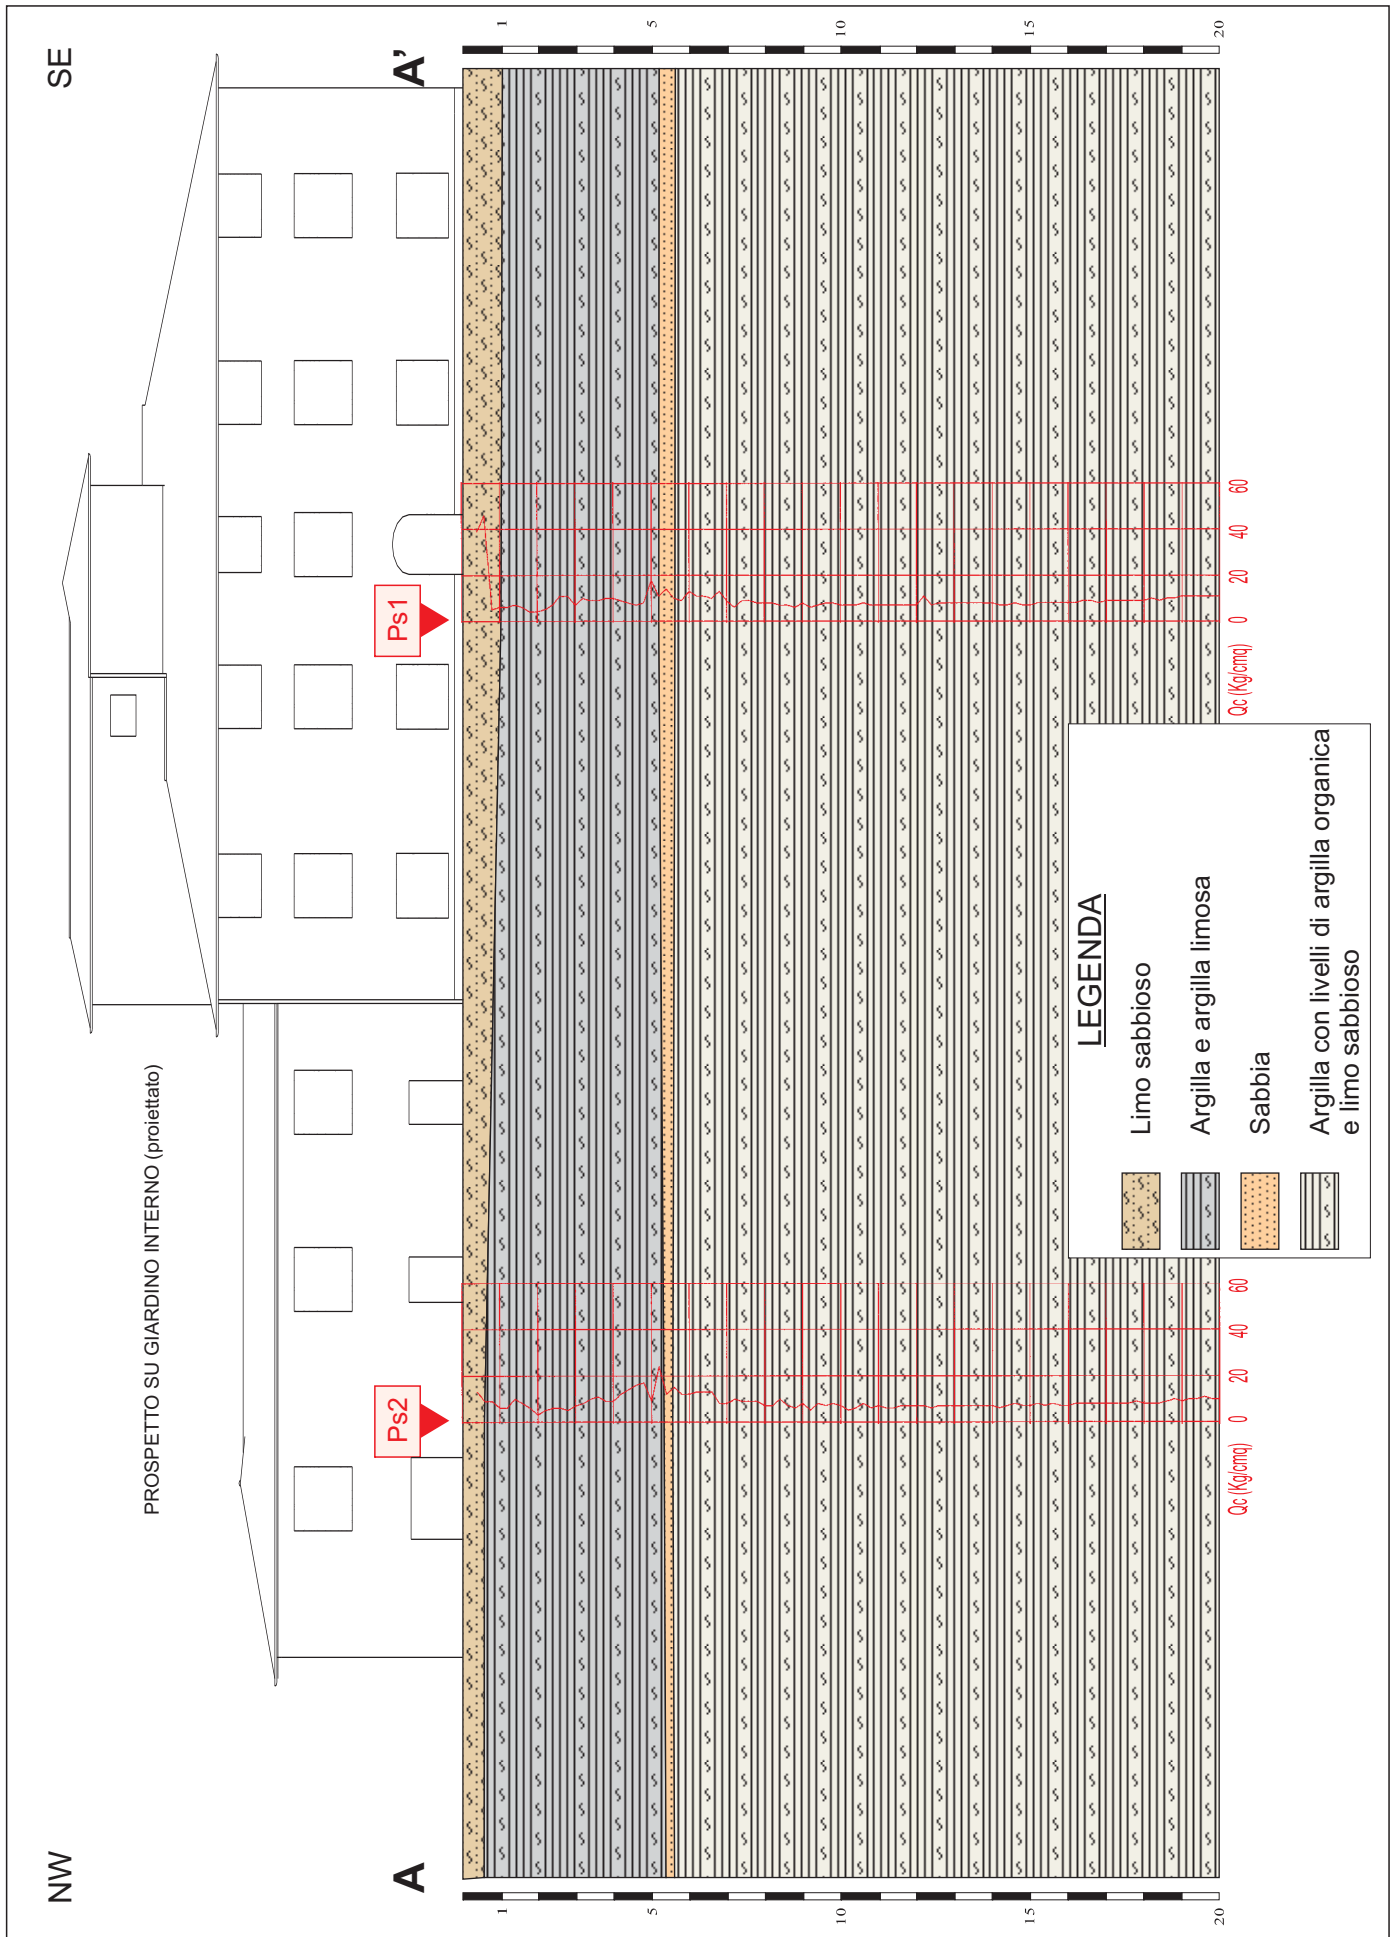 NW
SE
PROSPETTO SU GIARDINO INTERNO (proiettato)
A
A'
Ps2
Ps1
1
5
10
15
20
1
5
10
15
20
Qc (Kg/cmq)
0
20
40
60
Qc (Kg/cmq)
0
20
40
60
LEGENDA
Limo sabbioso
Argilla e argilla limosa
Sabbia
Argilla con livelli di argilla organica
e limo sabbioso